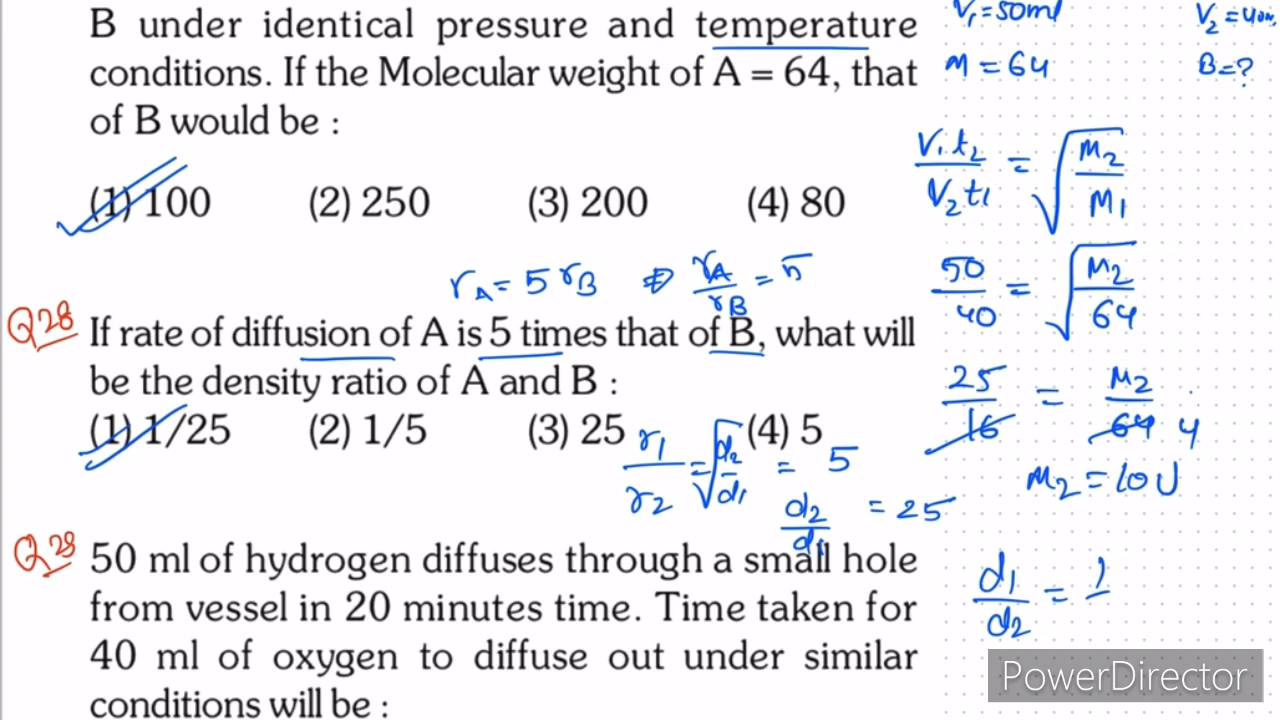 B under identical pressure and temperature
conditions. If the Molecular weight of A = 64, that
of B would be :
(1) 100 (2) 250 (3) 200 (4) 80
V₁ = 50ml
M = 64
B = ?
V₁ t₂ / V₂ t₁ = √ M₂ / M₁
50 / 40 = √ M₂ / 64
25 / 16 = M₂ / 64 4
M₂ = 100
rA = 5 rB ⇒ rA / rB = 5
Q28 If rate of diffusion of A is 5 times that of B, what will
be the density ratio of A and B :
(1) 1/25 (2) 1/5 (3) 25 (4) 5
r₁ / r₂ = √ d₂ / d₁ = 5
d₂ / d₁ = 25
d₁ / d₂ = 1
Q29 50 ml of hydrogen diffuses through a small hole
from vessel in 20 minutes time. Time taken for
40 ml of oxygen to diffuse out under similar
conditions will be :
PowerDirector